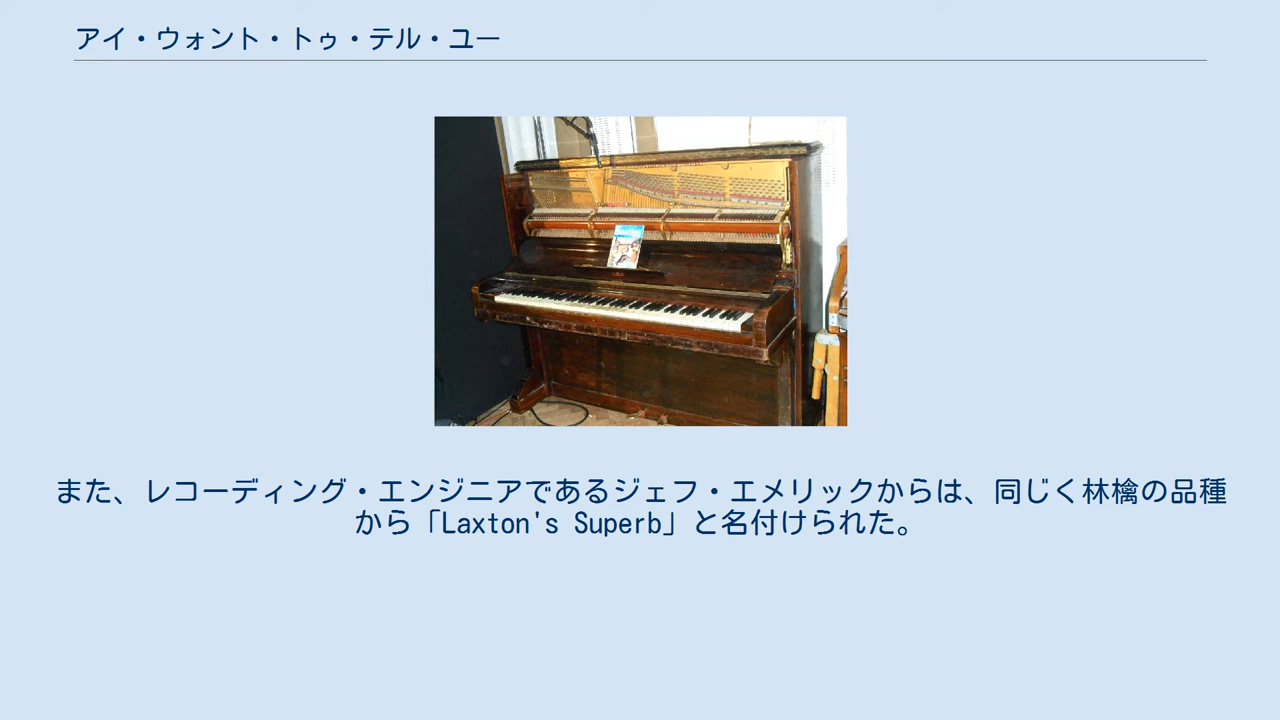 アイ・ウォント・トゥ・テル・ユー
また、レコーディング・エンジニアであるジェフ・エメリックからは、同じく林檎の品種
から「Laxton's Superb」と名付けられた。